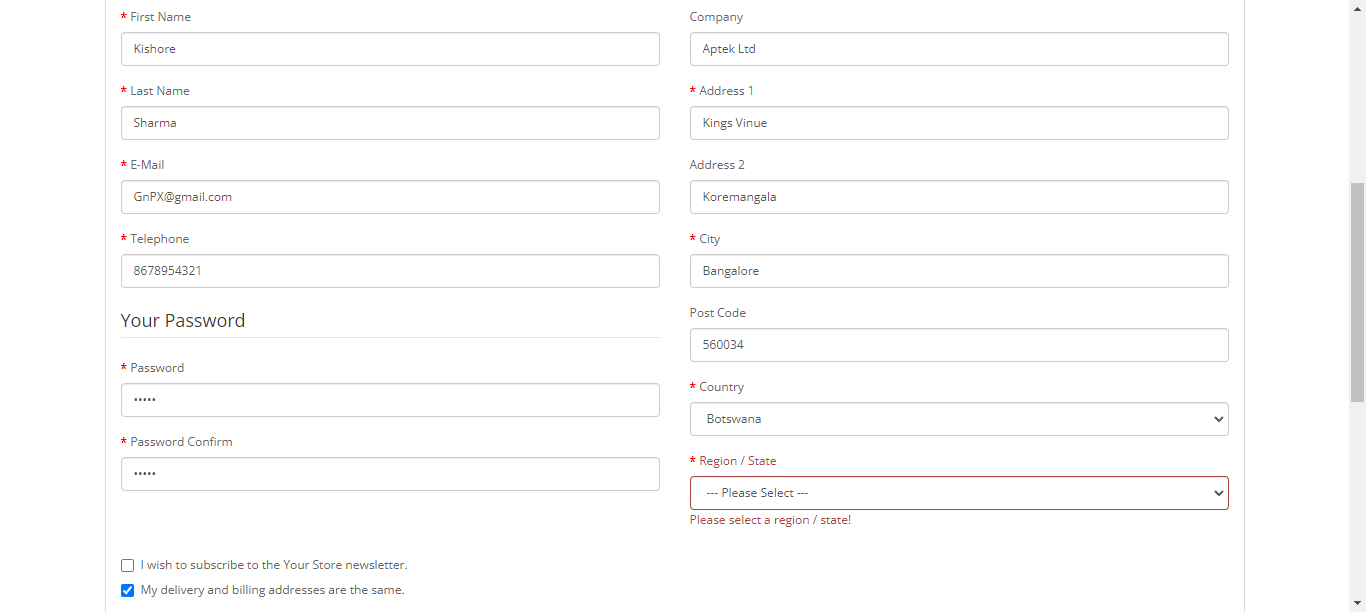 * First Name
Kishore
* Last Name
Sharma
* E-Mail
GnPX@gmail.com
* Telephone
8678954321
Your Password
* Password
•••••
* Password Confirm
•••••
Company
Aptek Ltd
* Address 1
Kings Vinue
Address 2
Koremangala
* City
Bangalore
Post Code
560034
* Country
Botswana
* Region / State
--- Please Select ---
Please select a region / state!
I wish to subscribe to the Your Store newsletter.
My delivery and billing addresses are the same.